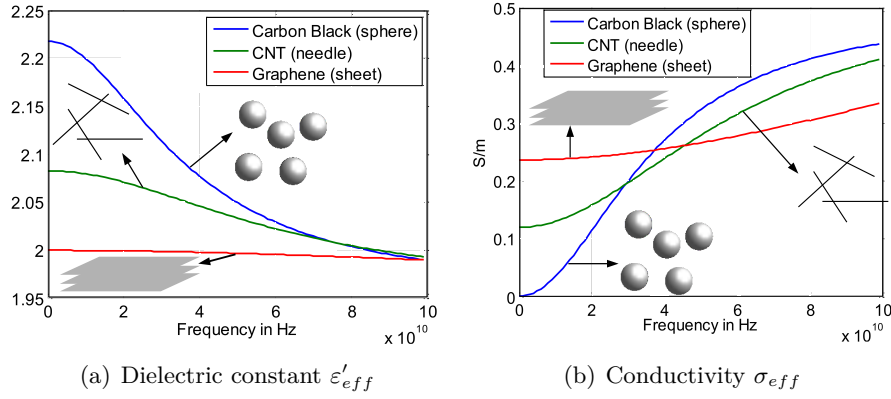 2.25
2.2
2.15
2.1
2.05
2
1.95
0
2
4
6
8
10
Frequency in Hz
x 10^10
Carbon Black (sphere)
CNT (needle)
Graphene (sheet)
(a) Dielectric constant ε′eff
0.5
0.4
0.3
0.2
0.1
0
S/m
0
2
4
6
8
10
Frequency in Hz
x 10^10
Carbon Black (sphere)
CNT (needle)
Graphene (sheet)
(b) Conductivity σeff